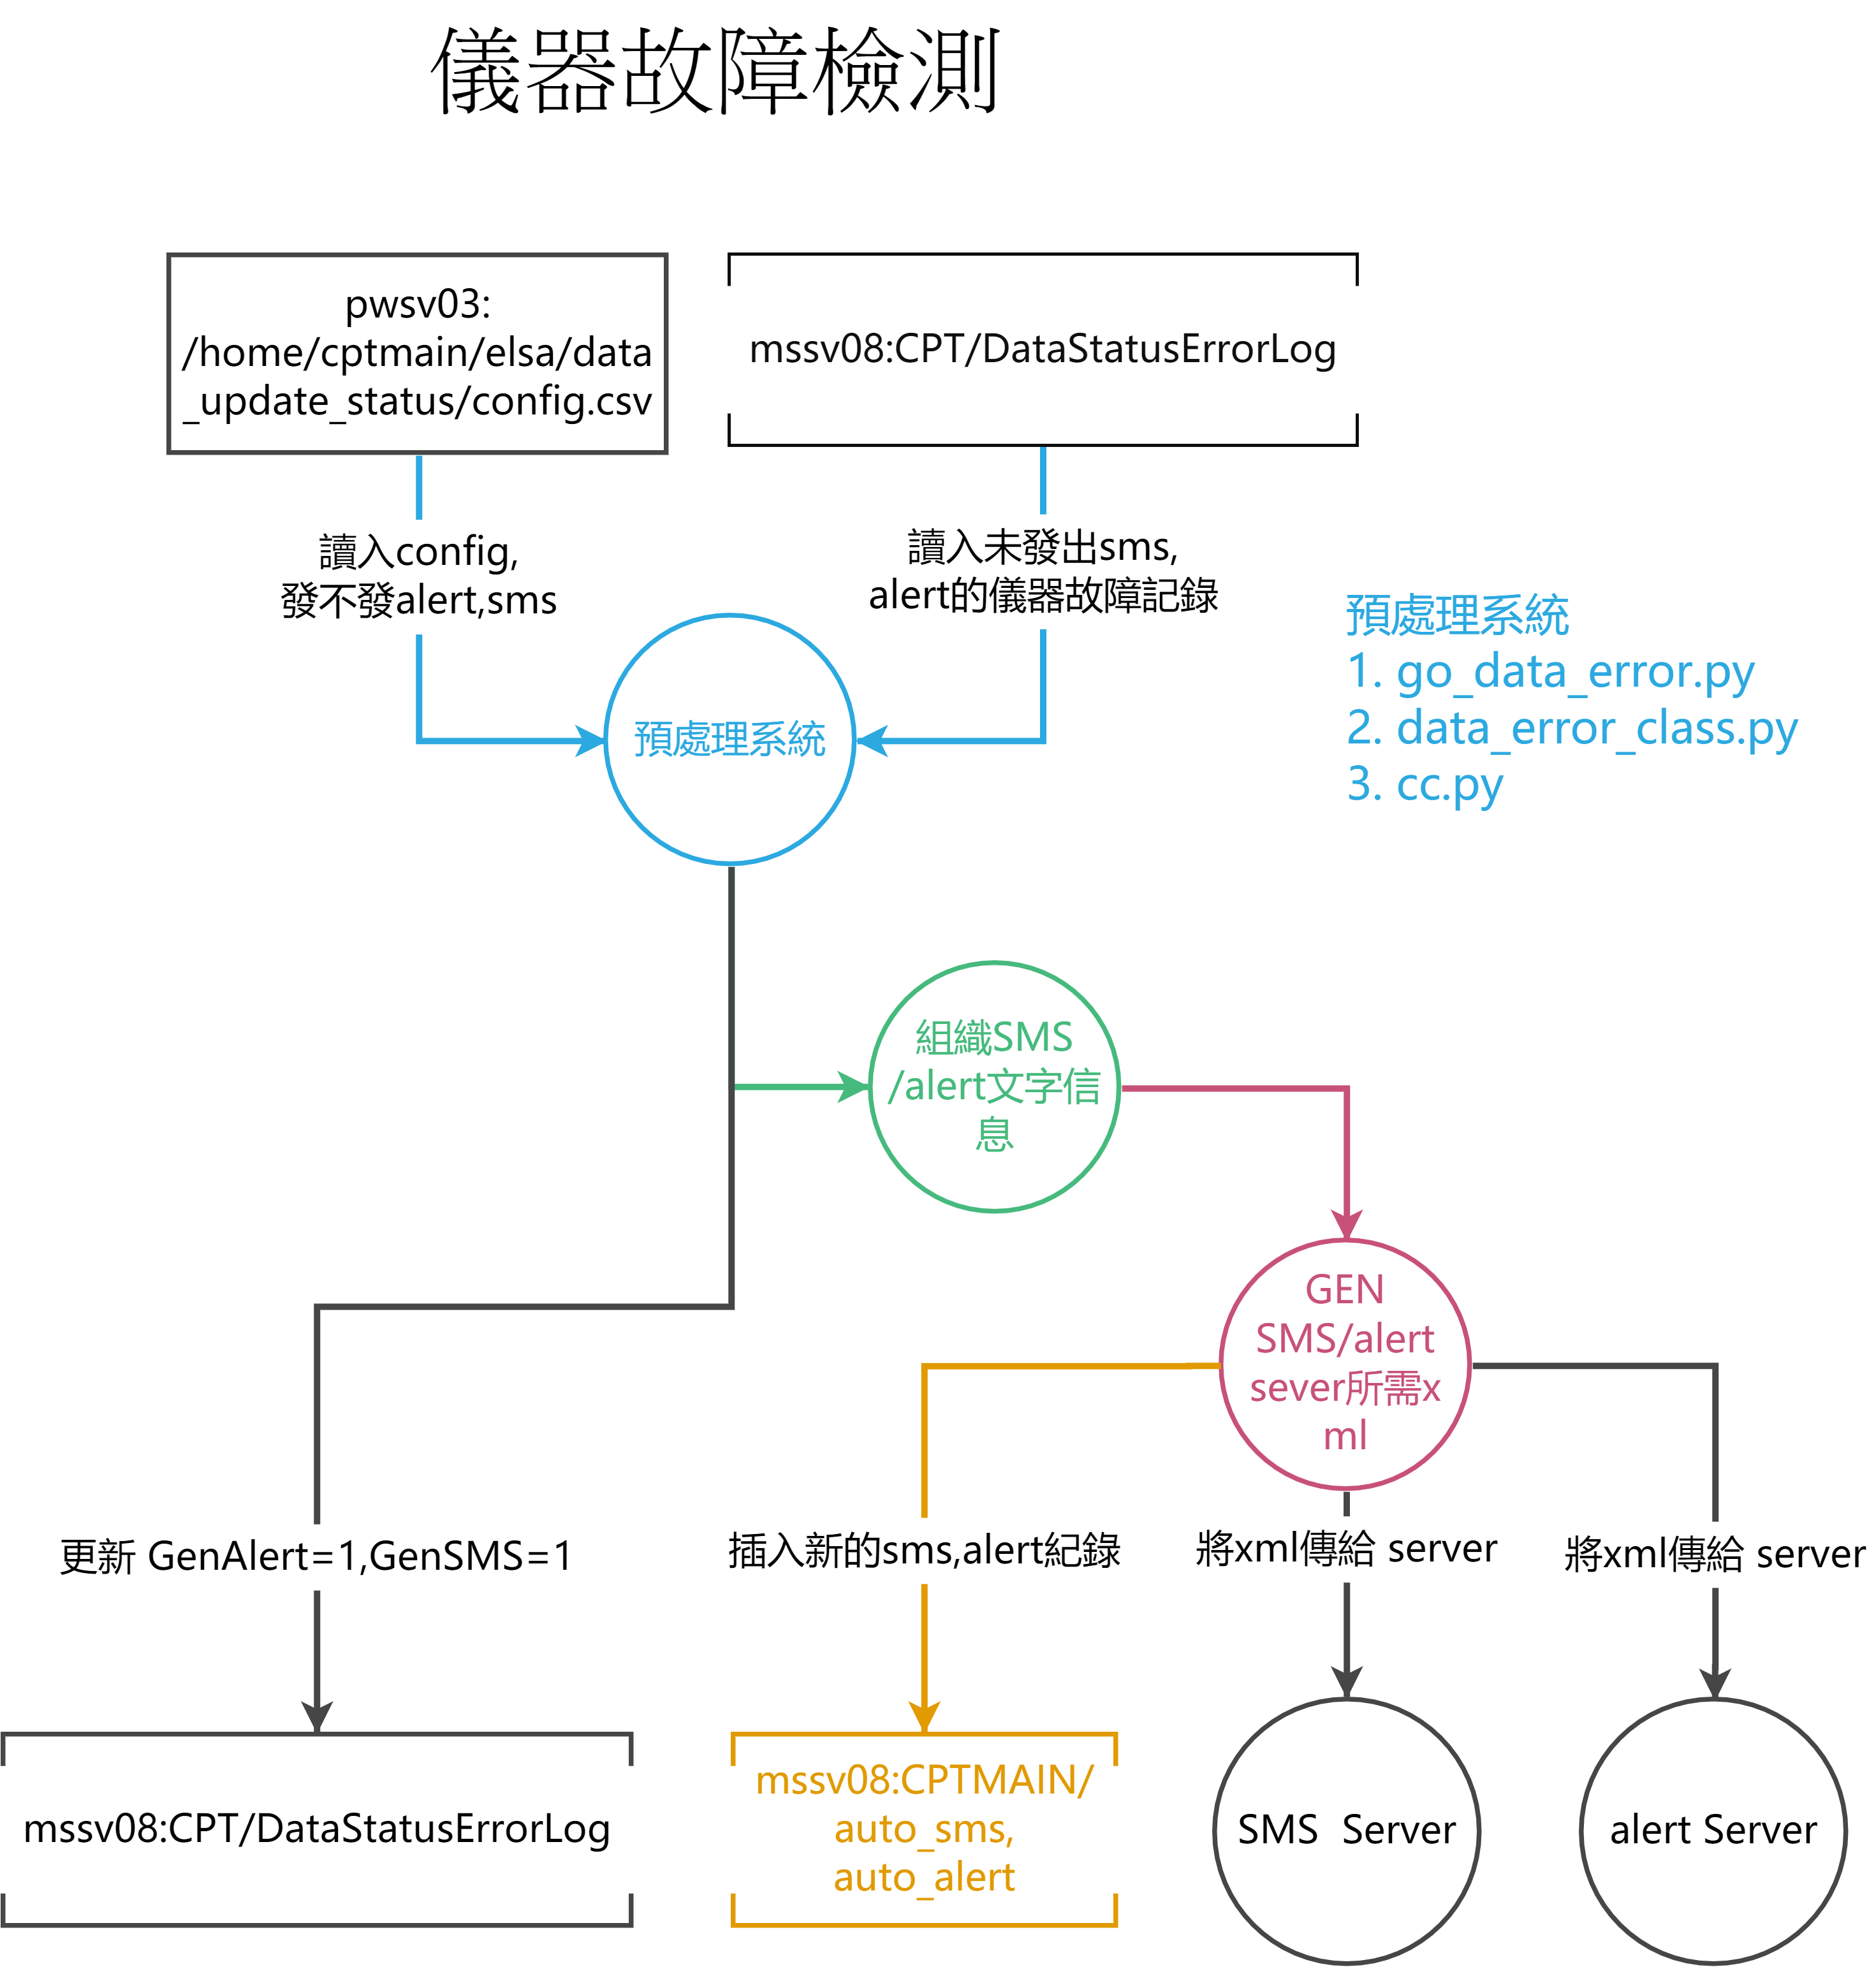 儀器故障檢測
pwsv03:
/home/cptmain/elsa/data
_update_status/config.csv
mssv08:CPT/DataStatusErrorLog
讀入config,
發不發alert,sms
讀入未發出sms,
alert的儀器故障記錄
預處理系統
1. go_data_error.py
2. data_error_class.py
3. cc.py
預處理系統
組織SMS
/alert文字信
息
GEN
SMS/alert
sever所需x
ml
更新 GenAlert=1,GenSMS=1
插入新的sms,alert紀錄
將xml傳給 server
將xml傳給 server
mssv08:CPT/DataStatusErrorLog
mssv08:CPTMAIN/
auto_sms,
auto_alert
SMS  Server
alert Server